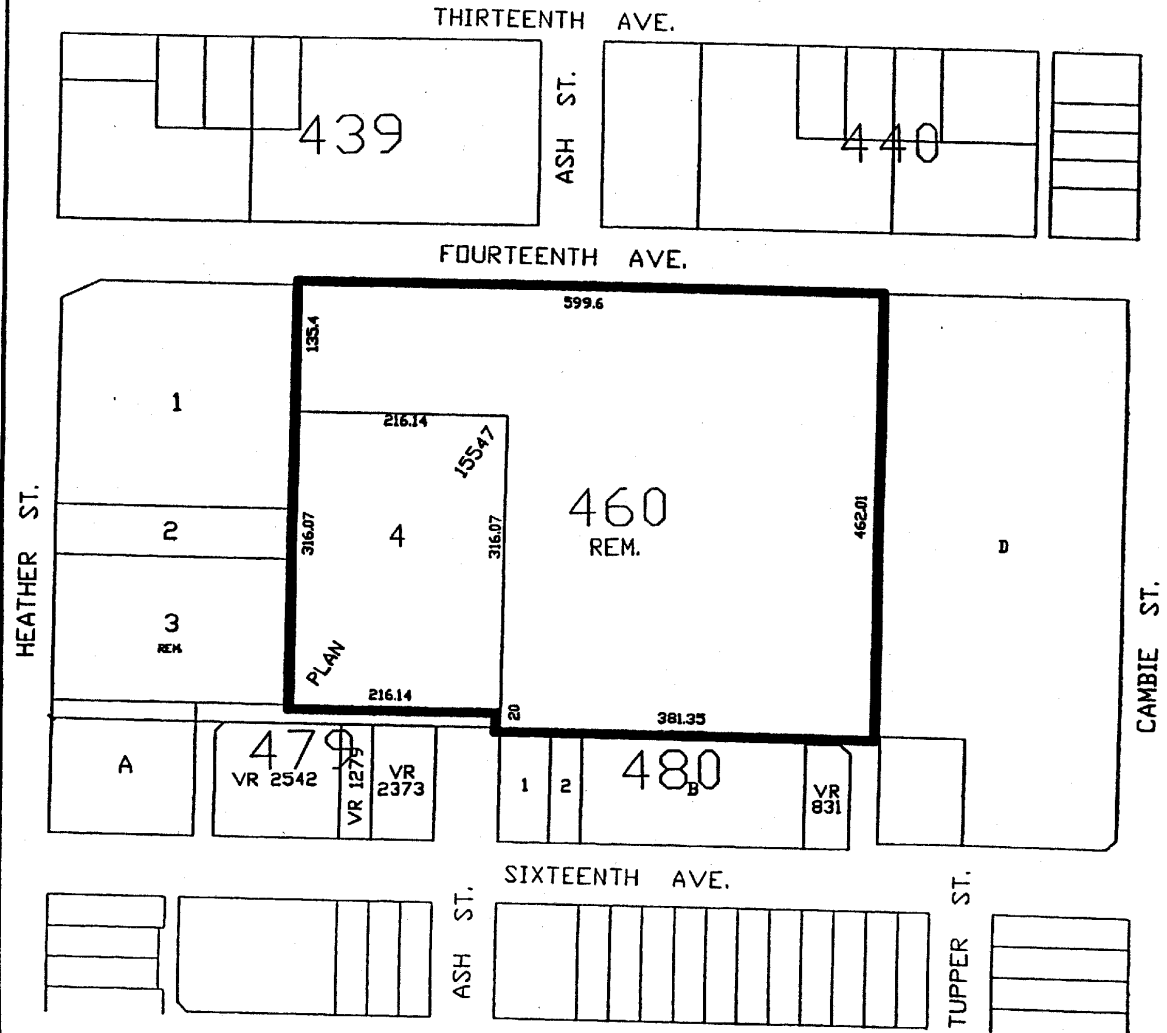 THIRTEENTH AVE.
439
ASH ST.
440
FOURTEENTH AVE.
599.6
135.4
1
216.14
15547
HEATHER ST.
2
316.07
4
316.07
460
REM.
462.01
D
CAMBIE ST.
3
REM.
PLAN
216.14
20
381.35
A
479
VR 2542
VR 1279
VR
2373
1
2
480
B
VR
831
SIXTEENTH AVE.
ASH ST.
TUPPER ST.